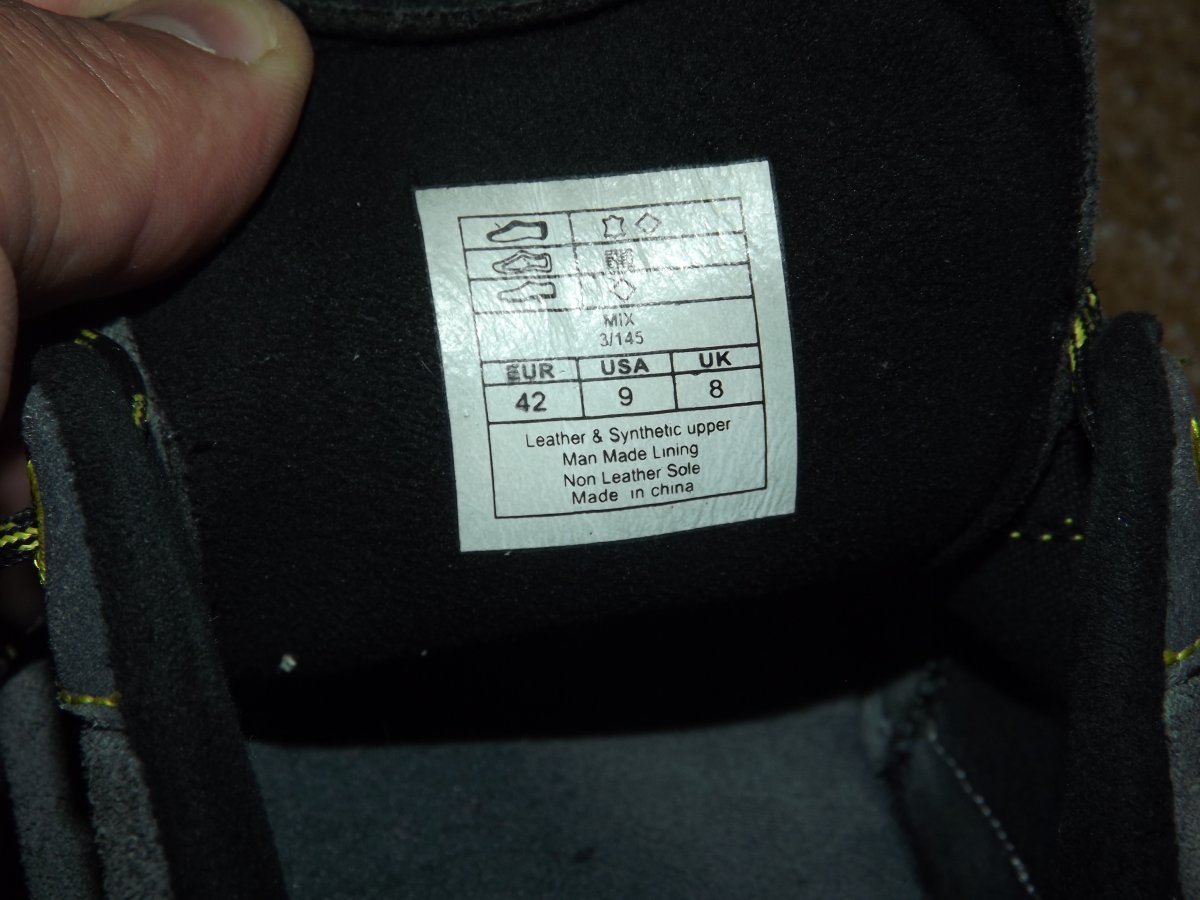 MIX
3/145
EUR USA UK
42 9 8
Leather & Synthetic upper
Man Made Lining
Non Leather Sole
Made in china